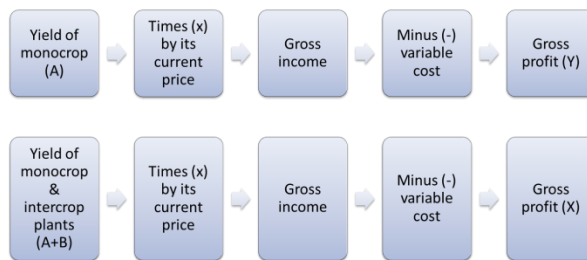 Yield of
monocrop
(A)
Times (x)
by its
current
price
Gross
income
Minus (-)
variable
cost
Gross
profit (Y)
Yield of
monocrop
&
intercrop
plants
(A+B)
Times (x)
by its
current
price
Gross
income
Minus (-)
variable
cost
Gross
profit (X)